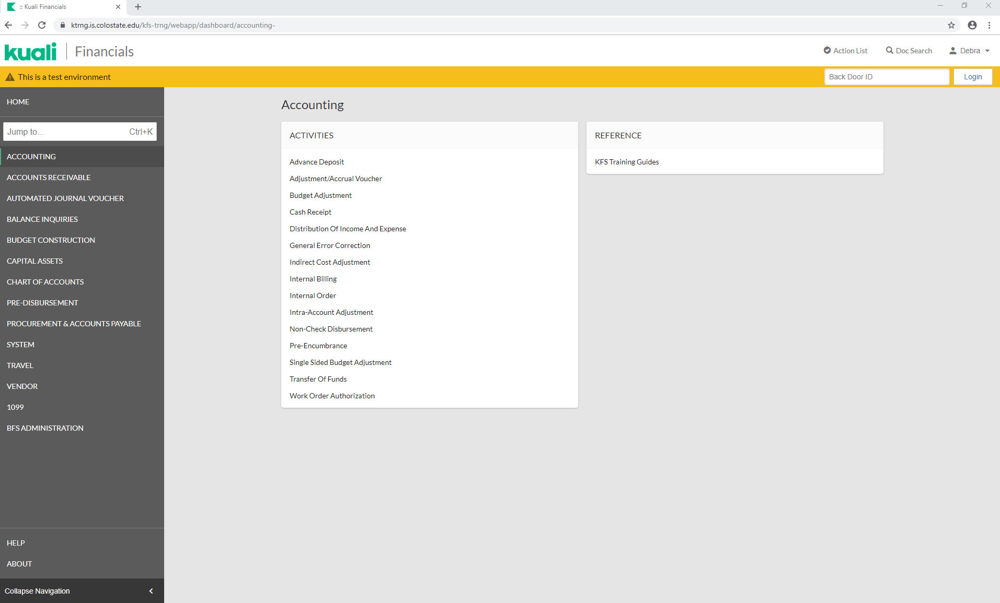 :: Kuali Financials
ktrng.is.colostate.edu/kfs-trng/webapp/dashboard/accounting-
kuali Financials
Action List Doc Search Debra
This is a test environment
Back Door ID Login
HOME
Jump to... Ctrl+K
ACCOUNTING
ACCOUNTS RECEIVABLE
AUTOMATED JOURNAL VOUCHER
BALANCE INQUIRIES
BUDGET CONSTRUCTION
CAPITAL ASSETS
CHART OF ACCOUNTS
PRE-DISBURSEMENT
PROCUREMENT & ACCOUNTS PAYABLE
SYSTEM
TRAVEL
VENDOR
1099
BFS ADMINISTRATION
HELP
ABOUT
Collapse Navigation
Accounting
ACTIVITIES
Advance Deposit
Adjustment/Accrual Voucher
Budget Adjustment
Cash Receipt
Distribution Of Income And Expense
General Error Correction
Indirect Cost Adjustment
Internal Billing
Internal Order
Intra-Account Adjustment
Non-Check Disbursement
Pre-Encumbrance
Single Sided Budget Adjustment
Transfer Of Funds
Work Order Authorization
REFERENCE
KFS Training Guides